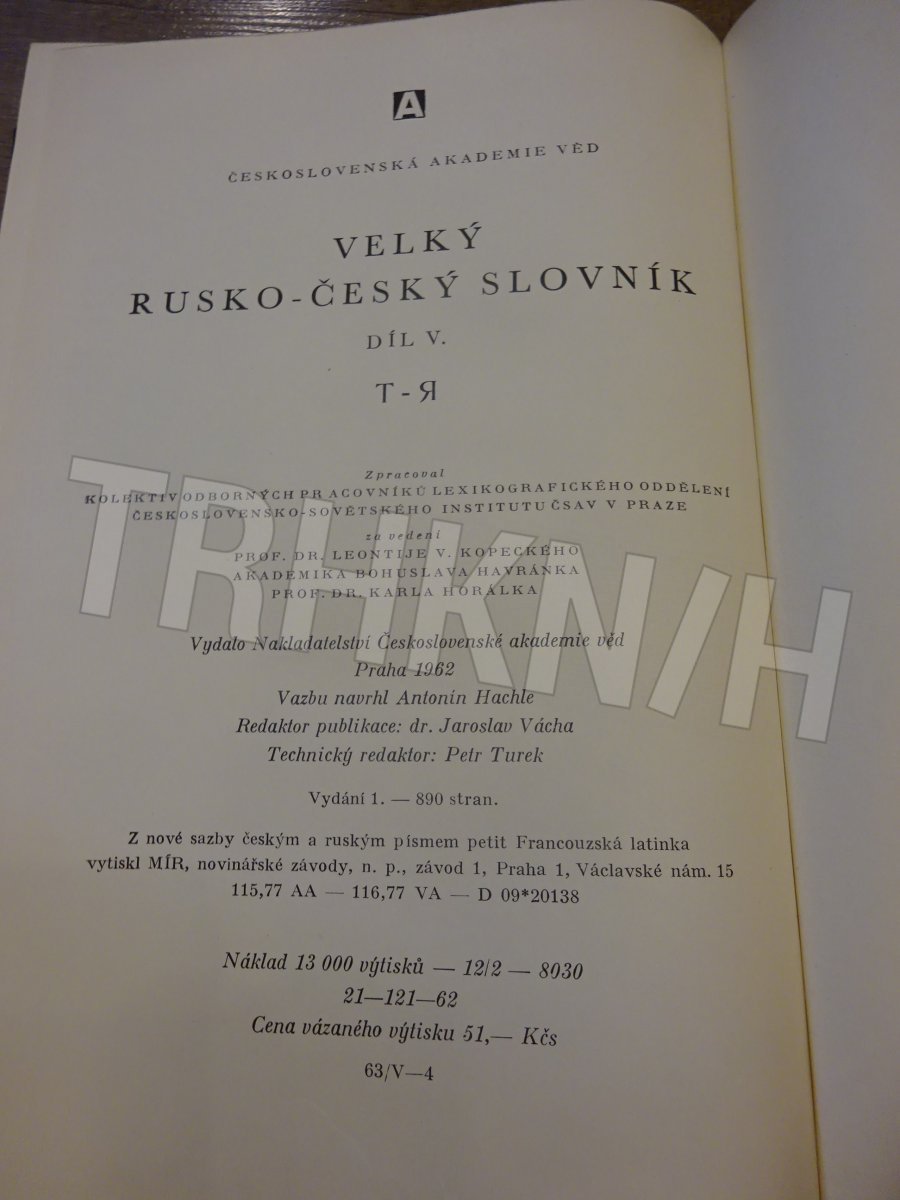 A
ČESKOSLOVENSKÁ AKADEMIE VĚD
VELKÝ
RUSKO-ČESKÝ SLOVNÍK
DÍL V.
Т-Я
Zpracoval
KOLEKTIV ODBORNÝCH PRACOVNÍKŮ LEXIKOGRAFICKÉHO ODDĚLENÍ
ČESKOSLOVENSKO-SOVĚTSKÉHO INSTITUTU ČSAV V PRAZE
za vedení
PROF. DR. LEONTIJE V. KOPECKÉHO
AKADEMIKA BOHUSLAVA HAVRÁNKA
PROF. DR. KARLA HORÁLKA
TRHKN/H
Vydalo Nakladatelství Československé akademie věd
Praha 1962
Vazbu navrhl Antonín Hachle
Redaktor publikace: dr. Jaroslav Vácha
Technický redaktor: Petr Turek
Vydání 1. — 890 stran.
Z nové sazby českým a ruským písmem petit Francouzská latinka
vytiskl MÍR, novinářské závody, n. p., závod 1, Praha 1, Václavské nám. 15
115,77 AA — 116,77 VA — D 09*20138
Náklad 13 000 výtisků — 12/2 — 8030
21—121—62
Cena vázaného výtisku 51,— Kčs
63/V—4